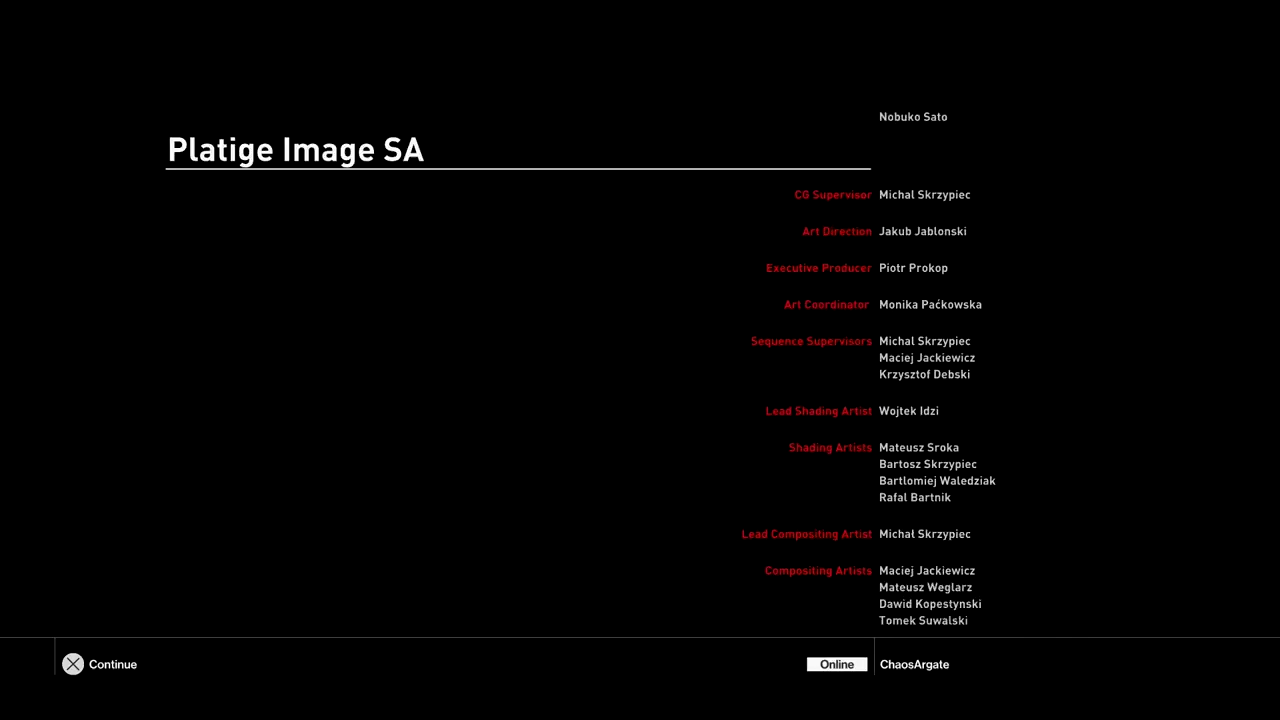 Nobuko Sato
Platige Image SA
CG Supervisor Michal Skrzypiec
Art Direction Jakub Jablonski
Executive Producer Piotr Prokop
Art Coordinator Monika Paćkowska
Sequence Supervisors Michal Skrzypiec
Maciej Jackiewicz
Krzysztof Debski
Lead Shading Artist Wojtek Idzi
Shading Artists Mateusz Sroka
Bartosz Skrzypiec
Bartlomiej Waledziak
Rafal Bartnik
Lead Compositing Artist Michał Skrzypiec
Compositing Artists Maciej Jackiewicz
Mateusz Weglarz
Dawid Kopestynski
Tomek Suwalski
Continue Online ChaosArgate